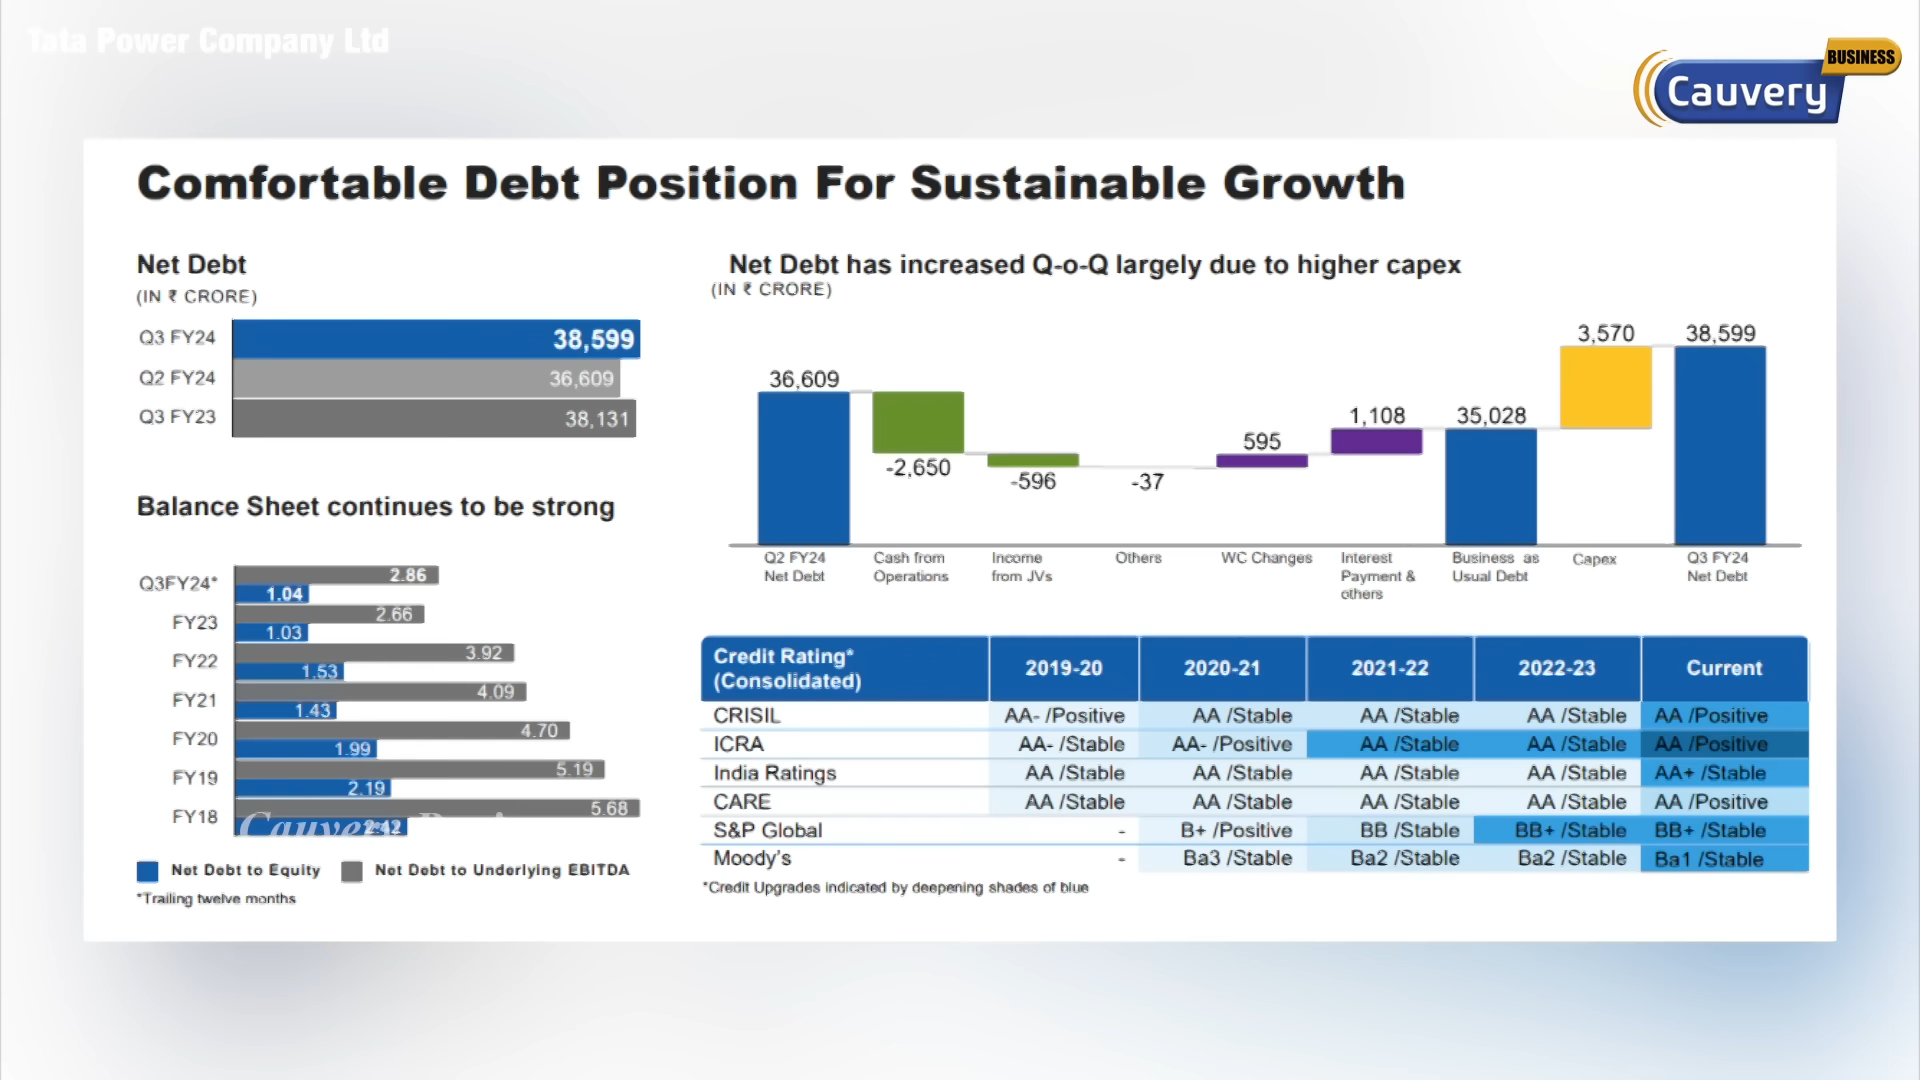 Tata Power Company Ltd
Cauvery BUSINESS
Comfortable Debt Position For Sustainable Growth
Net Debt
(IN ₹ CRORE)
Q3 FY24 38,599
Q2 FY24 36,609
Q3 FY23 38,131
Balance Sheet continues to be strong
Q3FY24* 2.86
1.04
FY23 2.66
1.03
FY22 3.92
1.53
FY21 4.09
1.43
FY20 4.70
1.99
FY19 5.19
2.19
FY18 5.68
2.42
Net Debt to Equity Net Debt to Underlying EBITDA
*Trailing twelve months
Net Debt has increased Q-o-Q largely due to higher capex
(IN ₹ CRORE)
36,609 -2,650 -596 -37 595 1,108 35,028 3,570 38,599
Q2 FY24 Net Debt
Cash from Operations
Income from JVs
Others
WC Changes
Interest Payment & others
Business as Usual Debt
Capex
Q3 FY24 Net Debt
Credit Rating* (Consolidated) 2019-20 2020-21 2021-22 2022-23 Current
CRISIL AA- /Positive AA /Stable AA /Stable AA /Stable AA /Positive
ICRA AA- /Stable AA- /Positive AA /Stable AA /Stable AA /Positive
India Ratings AA /Stable AA /Stable AA /Stable AA /Stable AA+ /Stable
CARE AA /Stable AA /Stable AA /Stable AA /Stable AA /Positive
S&P Global - B+ /Positive BB /Stable BB+ /Stable BB+ /Stable
Moody's - Ba3 /Stable Ba2 /Stable Ba2 /Stable Ba1 /Stable
*Credit Upgrades indicated by deepening shades of blue